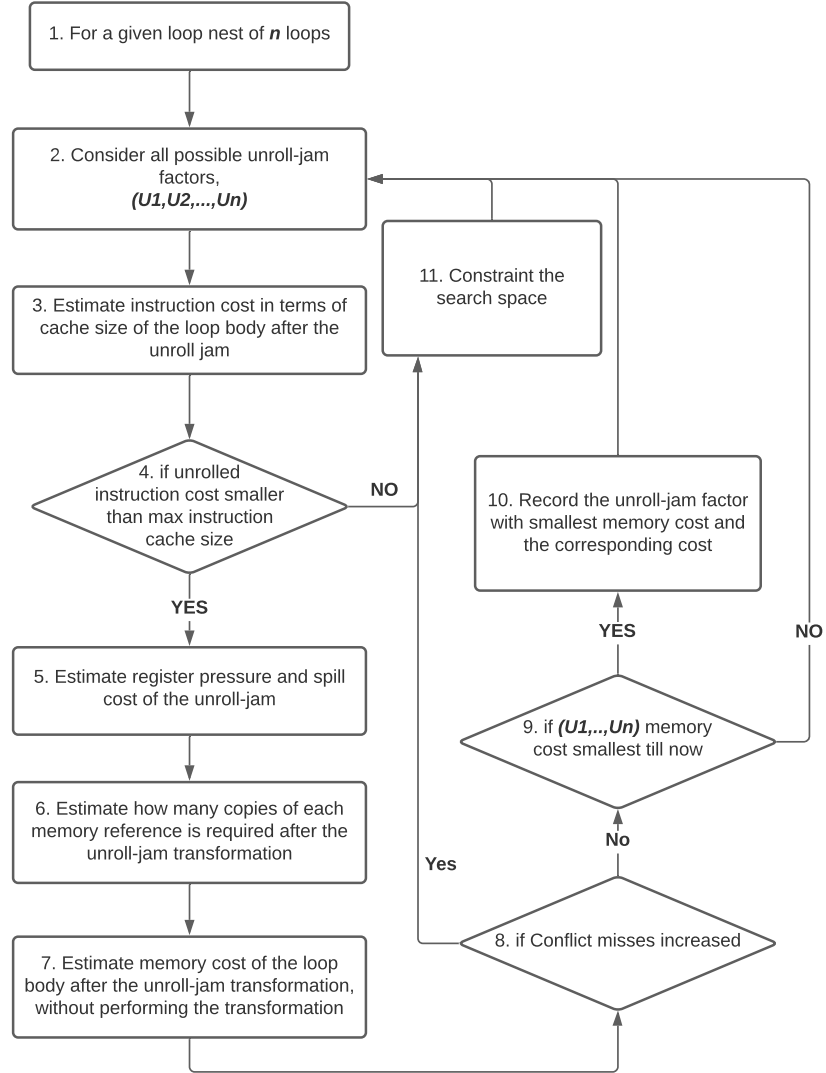 1. For a given loop nest of n loops
2. Consider all possible unroll-jam
factors,
(U1,U2,...,Un)
3. Estimate instruction cost in terms of
cache size of the loop body after the
unroll jam
4. if unrolled
instruction cost smaller
than max instruction
cache size
NO
YES
5. Estimate register pressure and spill
cost of the unroll-jam
6. Estimate how many copies of each
memory reference is required after the
unroll-jam transformation
7. Estimate memory cost of the loop
body after the unroll-jam transformation,
without performing the transformation
8. if Conflict misses increased
Yes
No
9. if (U1,..,Un) memory
cost smallest till now
YES
NO
10. Record the unroll-jam factor
with smallest memory cost and
the corresponding cost
11. Constraint the
search space